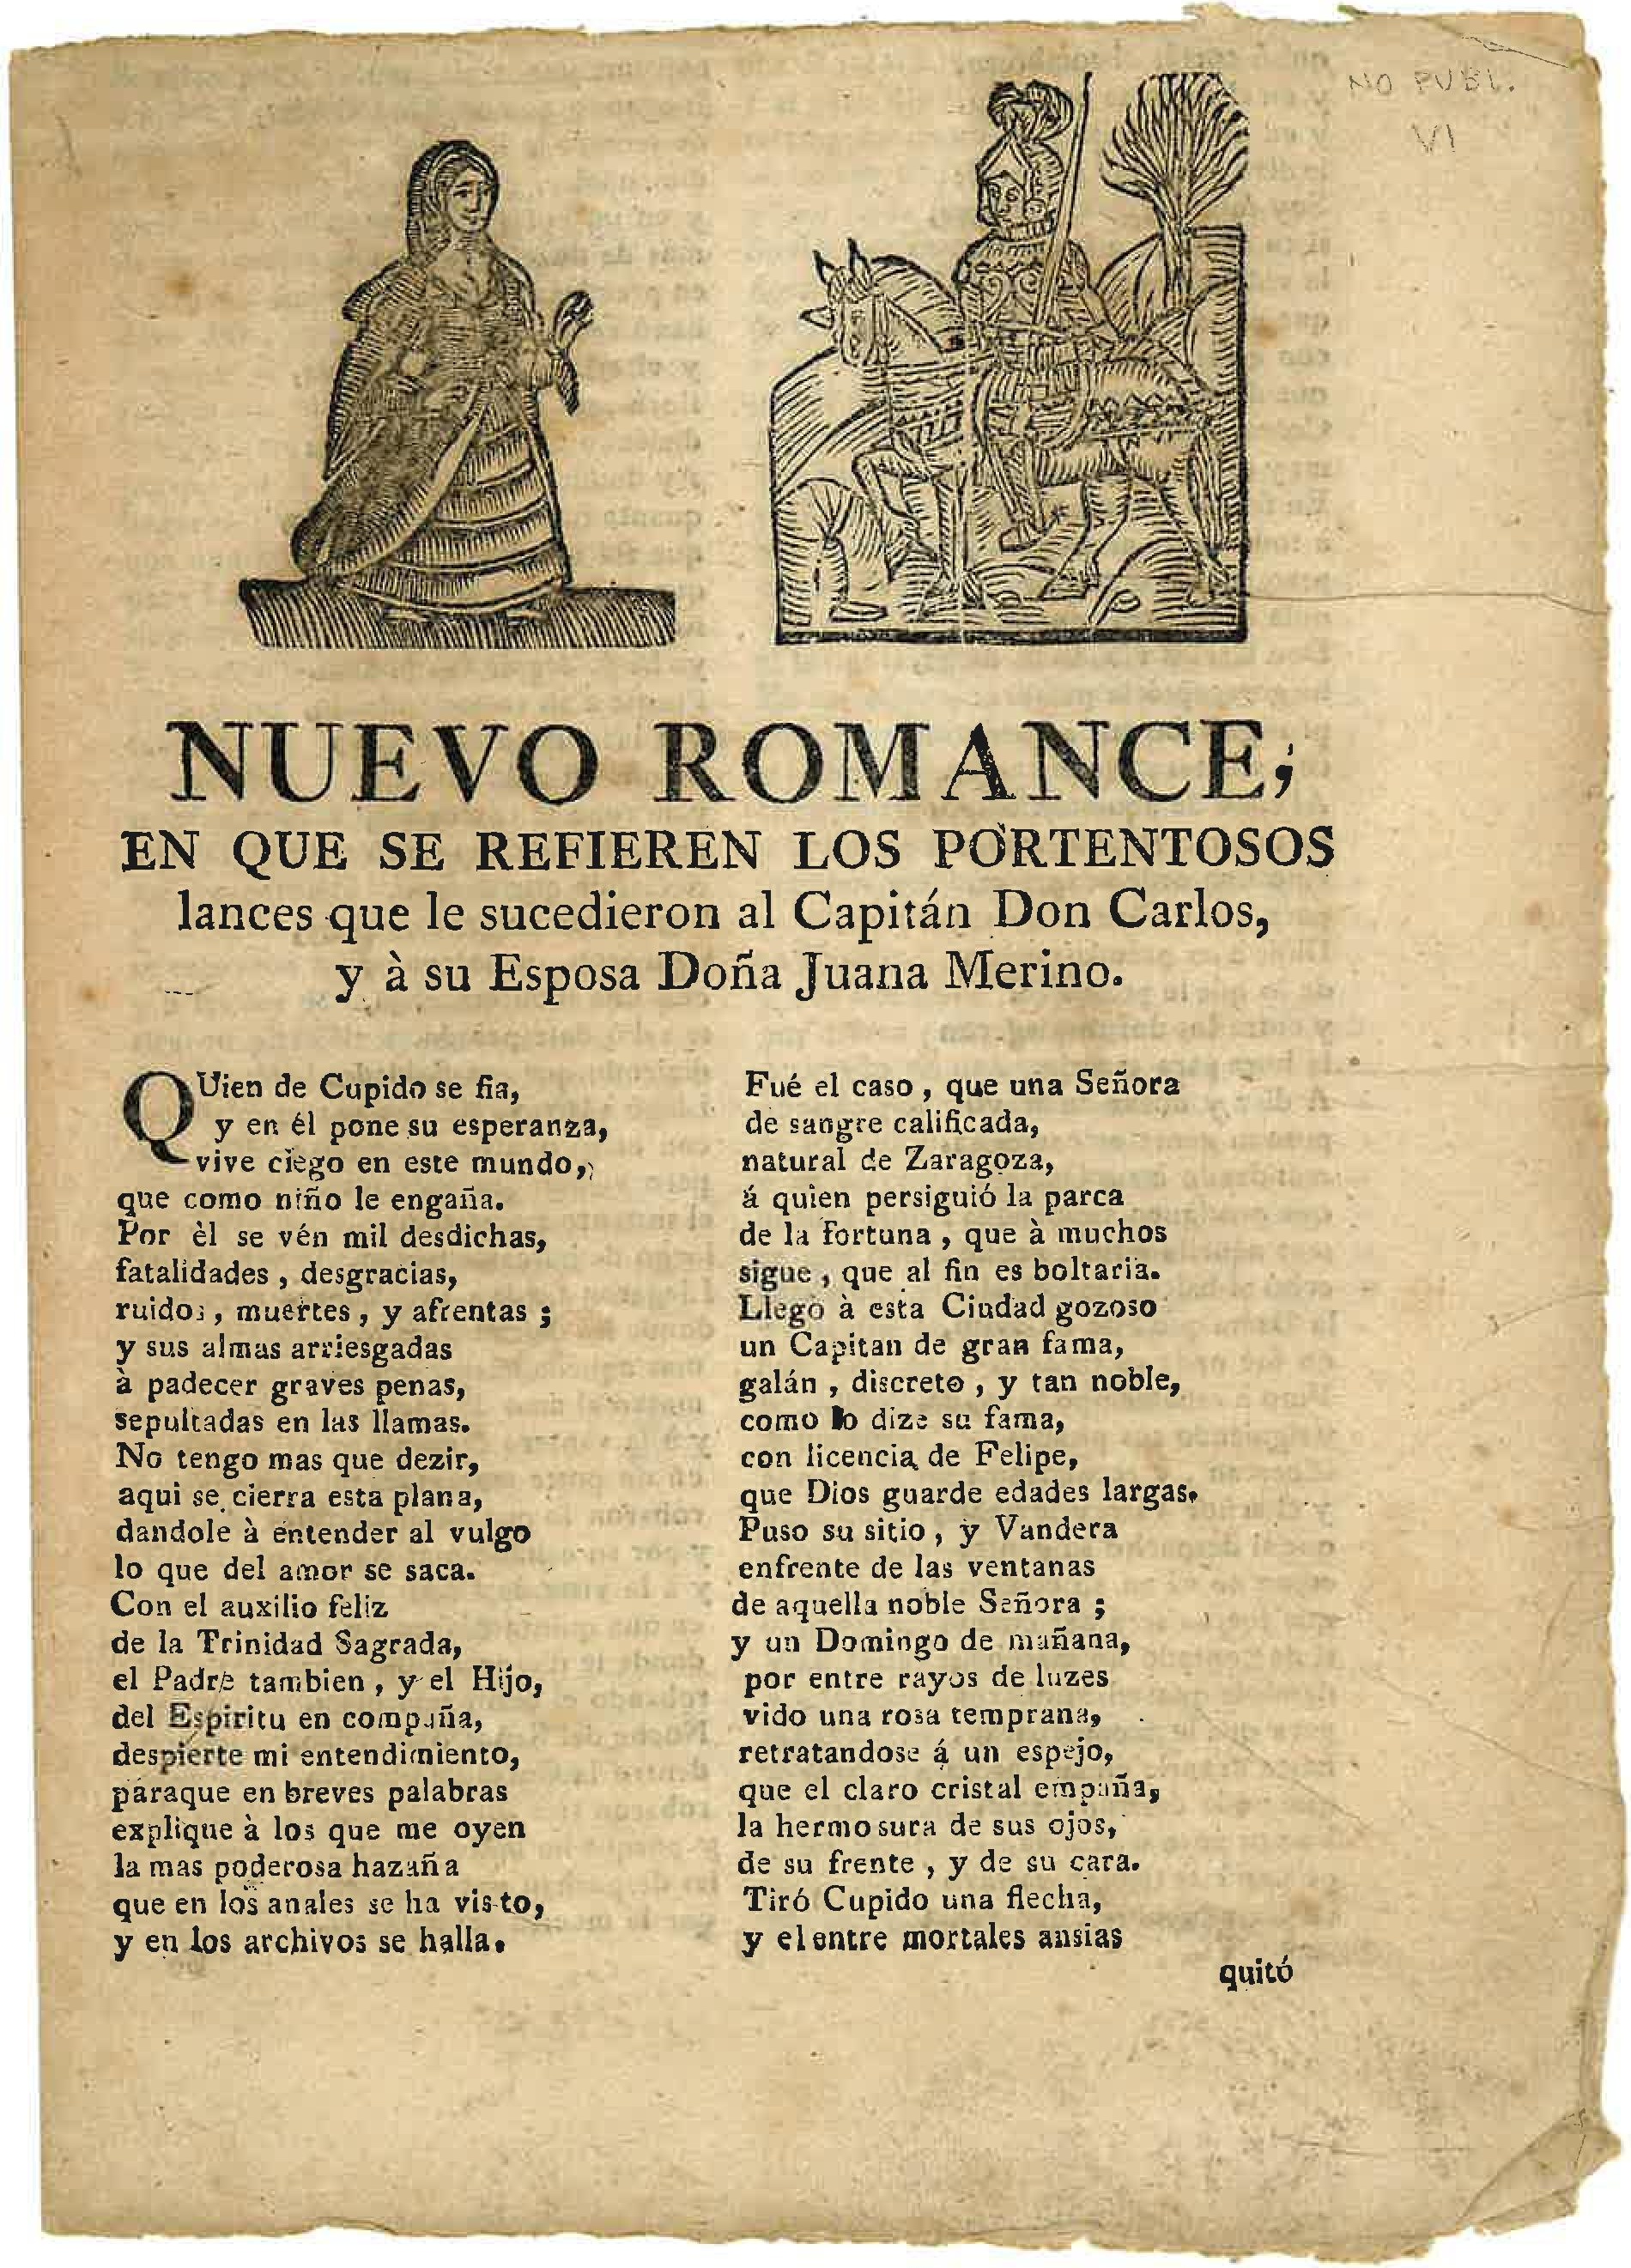 NO PUBL.
VI
NUEVO ROMANCE,
EN QUE SE REFIEREN LOS PORTENTOSOS
lances que le sucedieron al Capitán Don Carlos,
y à su Esposa Doña Juana Merino.
QUien de Cupido se fia,
y en él pone su esperanza,
vive ciego en este mundo,
que como niño le engaña.
Por èl se vén mil desdichas,
fatalidades, desgracias,
ruidos, muertes, y afrentas;
y sus almas arriesgadas
à padecer graves penas,
sepultadas en las llamas.
No tengo mas que dezir,
aqui se cierra esta plana,
dandole à entender al vulgo
lo que del amor se saca.
Con el auxilio feliz
de la Trinidad Sagrada,
el Padre tambien, y el Hijo,
del Espiritu en compañia,
despierte mi entendimiento,
paraque en breves palabras
explique à los que me oyen
la mas poderosa hazaña
que en los anales se ha visto,
y en los archivos se halla.
Fué el caso, que una Señora
de sangre calificada,
natural de Zaragoza,
á quien persiguió la parca
de la fortuna, que à muchos
sigue, que al fin es boltaria.
Llegò à esta Ciudad gozoso
un Capitan de gran fama,
galán, discreto, y tan noble,
como lo dize su fama,
con licencia de Felipe,
que Dios guarde edades largas.
Puso su sitio, y Vandera
enfrente de las ventanas
de aquella noble Señora;
y un Domingo de mañana,
por entre rayos de luzes
vido una rosa temprana,
retratandose á un espejo,
que el claro cristal empaña,
la hermosura de sus ojos,
de su frente, y de su cara.
Tiró Cupido una flecha,
y el entre mortales ansias
quitó